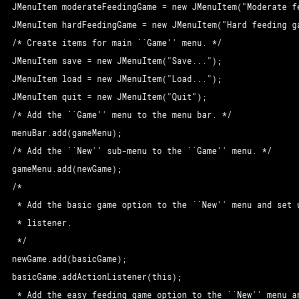 JMenuItem moderateFeedingGame = new JMenuItem("Moderate
JMenuItem hardFeedingGame = new JMenuItem("Hard feeding
/* Create items for main ``Game'' menu. */
JMenuItem save = new JMenuItem("Save...");
JMenuItem load = new JMenuItem("Load...");
JMenuItem quit = new JMenuItem("Quit");
/* Add the ``Game'' menu to the menu bar. */
menuBar.add(gameMenu);
/* Add the ``New'' sub-menu to the ``Game'' menu. */
gameMenu.add(newGame);
/*
* Add the basic game option to the ``New'' menu and set
* listener.
*/
newGame.add(basicGame);
basicGame.addActionListener(this);
* Add the easy feeding game option to the ``New'' menu